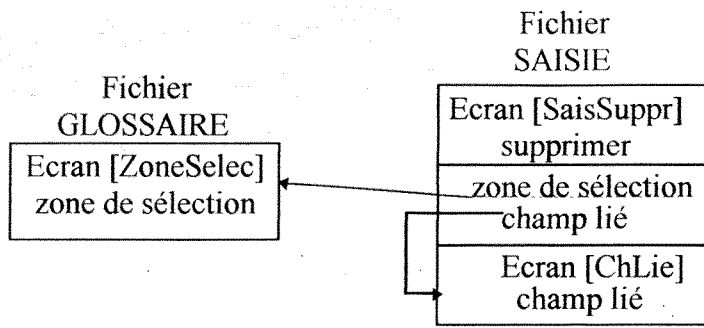 Fichier
GLOSSAIRE
Ecran [ZoneSelec]
zone de sélection
Fichier
SAISIE
Ecran [SaisSuppr]
supprimer
zone de sélection
champ lié
Ecran [ChLie]
champ lié